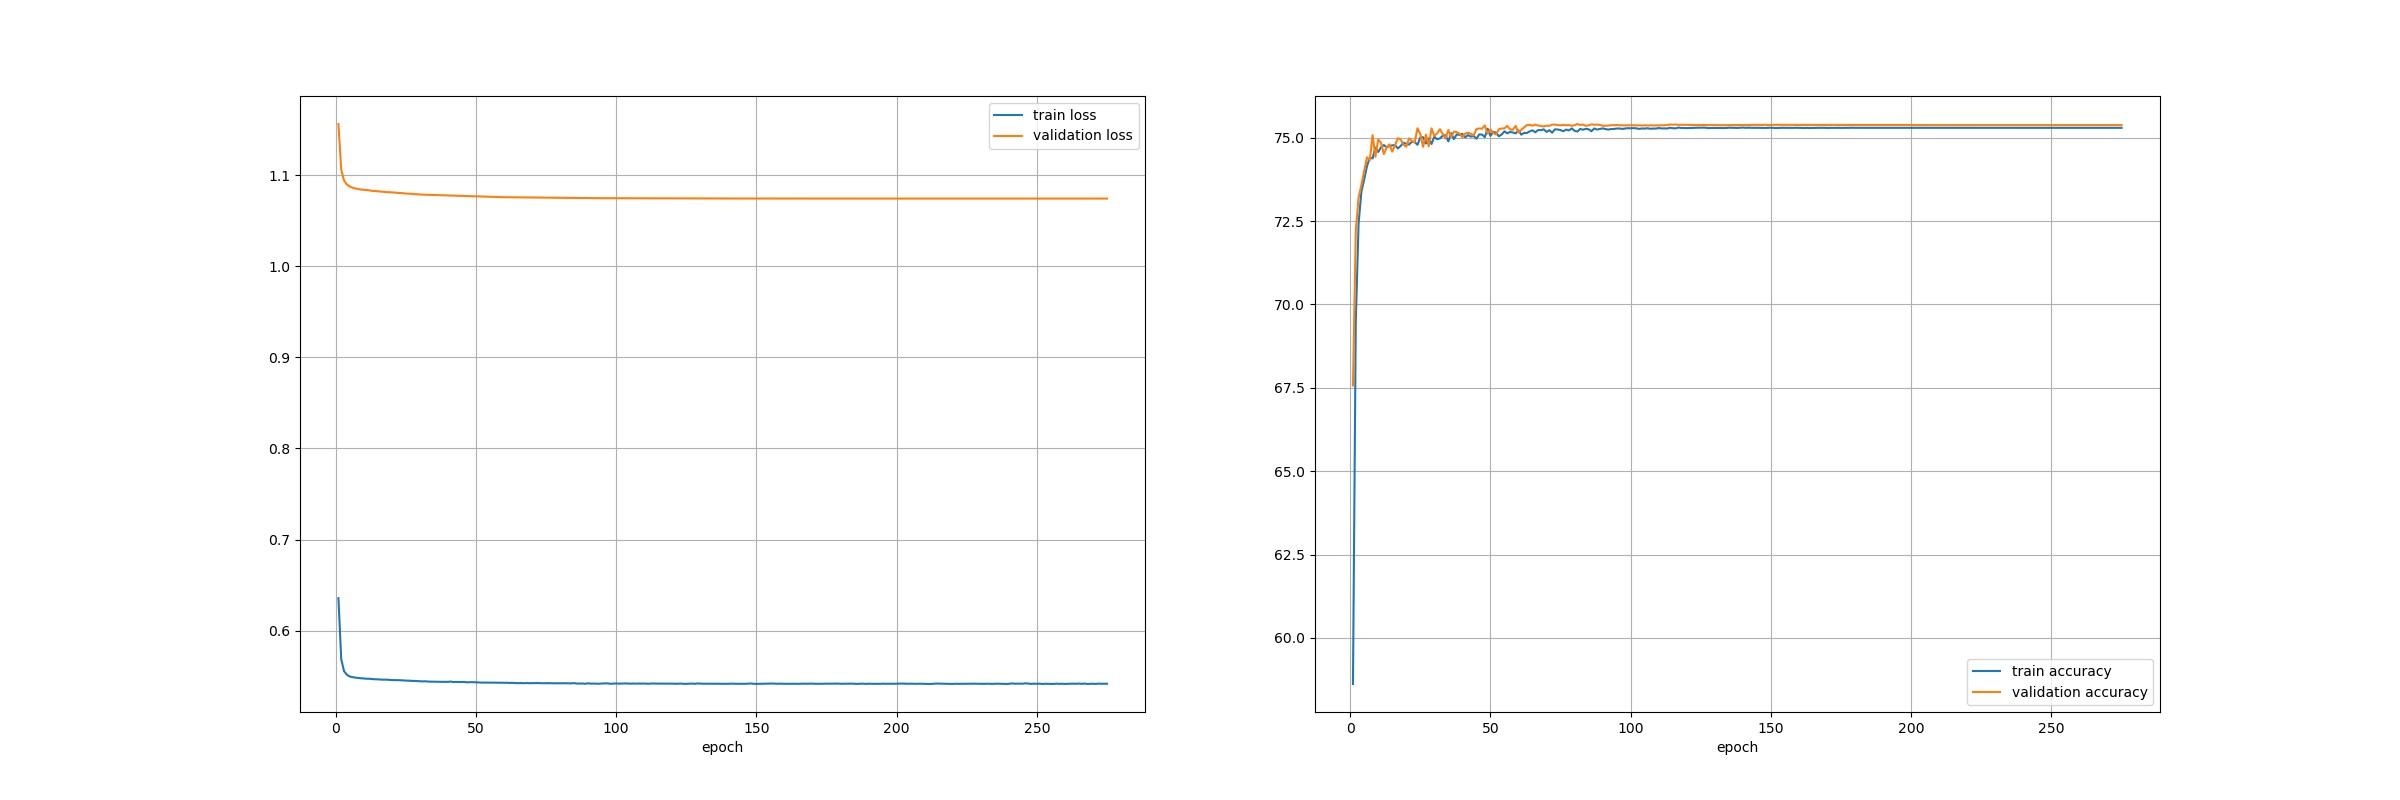 train loss
validation loss
1.1
1.0
0.9
0.8
0.7
0.6
0 50 100 150 200 250
epoch
75.0
72.5
70.0
67.5
65.0
62.5
60.0
train accuracy
validation accuracy
0 50 100 150 200 250
epoch